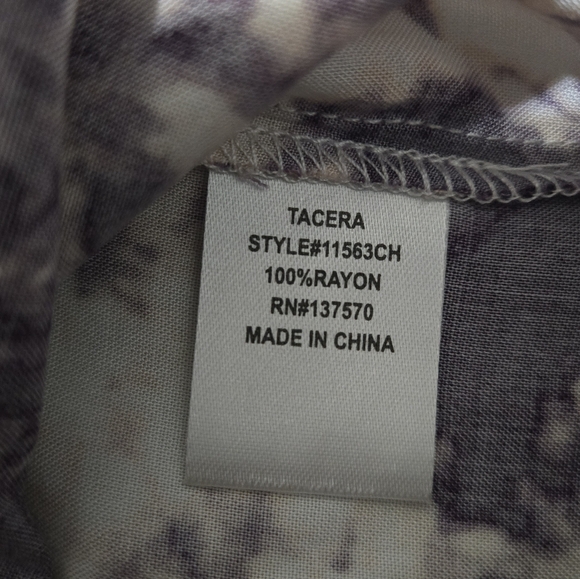 TACERA
STYLE#11563CH
100%RAYON
RN#137570
MADE IN CHINA